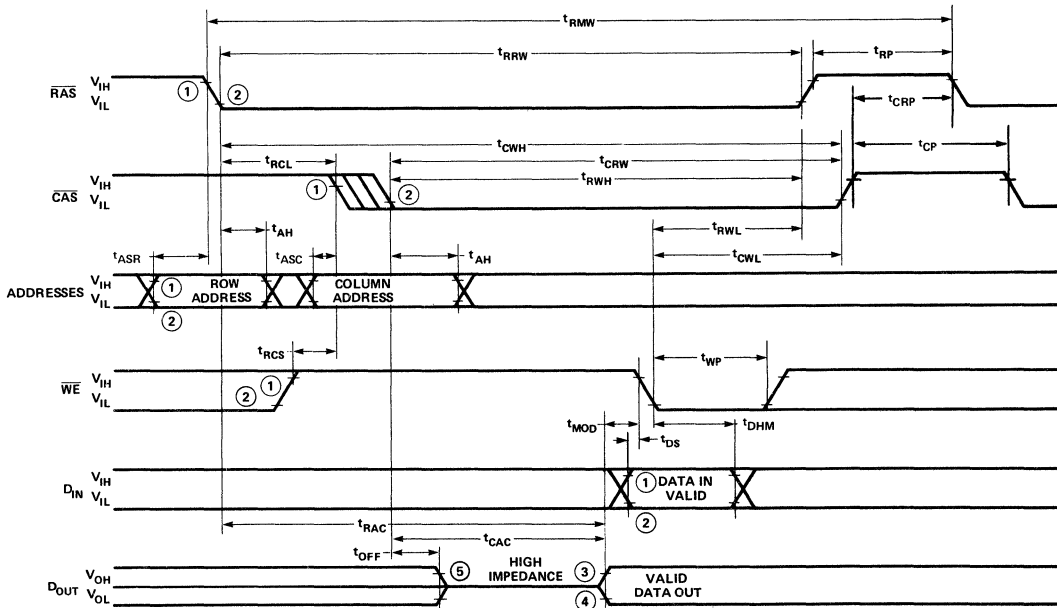 tRMW
tRRW
tRP
RAS VIH
VIL
① ②
tCRP
tCWH
tRCL
tCRW
tCP
tRWH
CAS VIH
VIL
① ②
tAH
tRWL
tASR
tASC
tAH
tCWL
ADDRESSES VIH
VIL
① ROW ADDRESS
②
COLUMN ADDRESS
tRCS
tWP
WE VIH
VIL
② ①
tMOD
tDHM
tDS
DIN VIH
VIL
① DATA IN VALID
②
tRAC
tCAC
tOFF
HIGH IMPEDANCE
DOUT VOH
VOL
⑤ ③
④
VALID DATA OUT